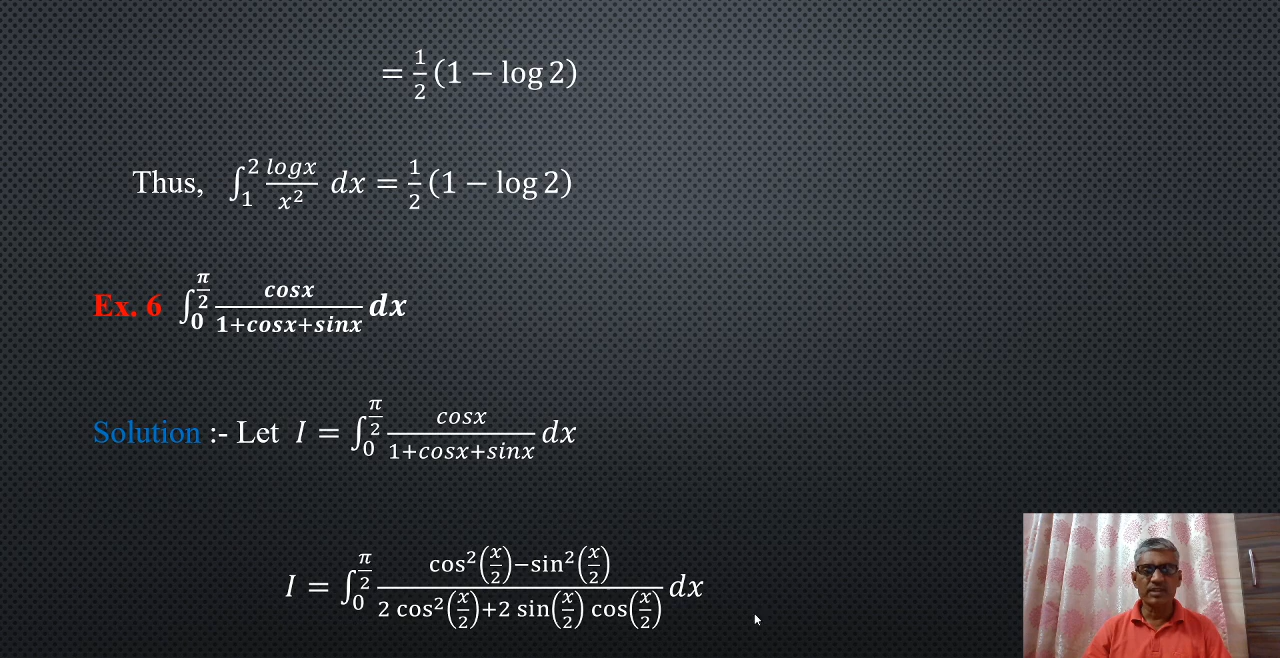 = 1/2 (1 − log 2)
Thus, ∫₁² logx/x² dx = 1/2 (1 − log 2)
Ex. 6 ∫₀^(π/2) cosx/(1+cosx+sinx) dx
Solution :- Let I = ∫₀^(π/2) cosx/(1+cosx+sinx) dx
I = ∫₀^(π/2) (cos²(x/2)−sin²(x/2))/(2 cos²(x/2)+2 sin(x/2) cos(x/2)) dx